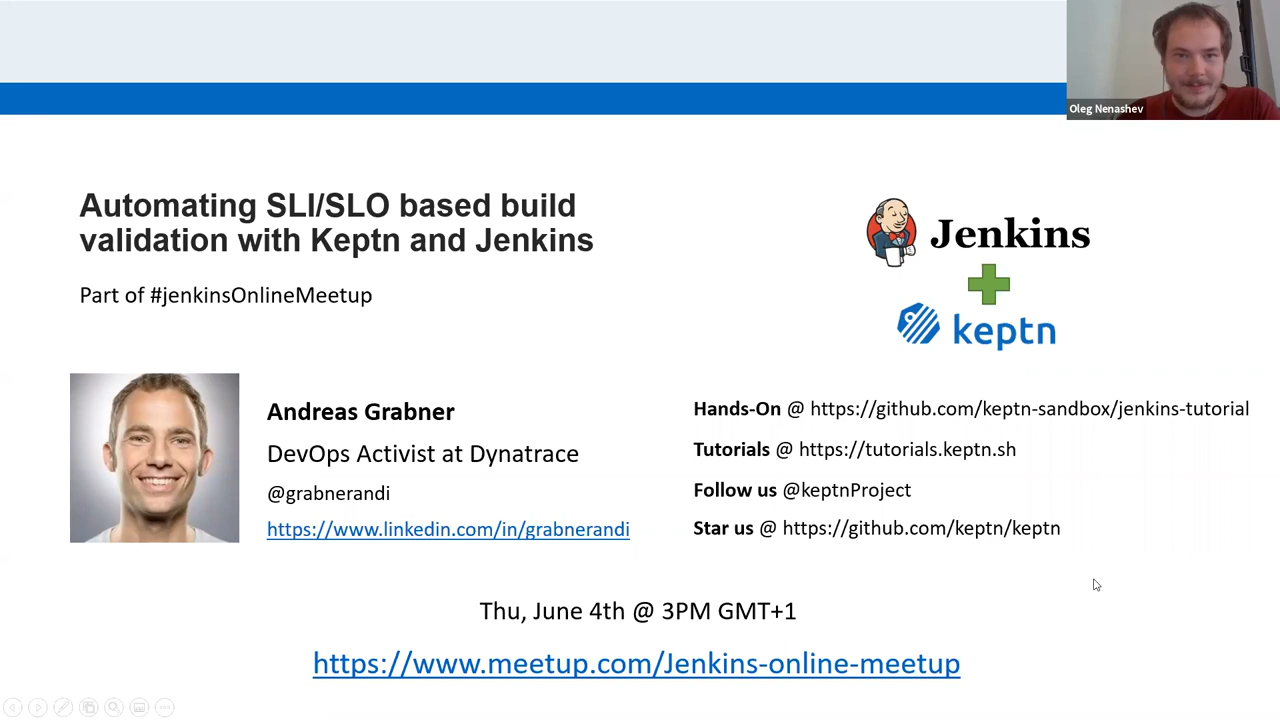 Oleg Nenashev
Automating SLI/SLO based build
validation with Keptn and Jenkins
Part of #jenkinsOnlineMeetup
Jenkins
keptn
Andreas Grabner
DevOps Activist at Dynatrace
@grabnerandi
https://www.linkedin.com/in/grabnerandi
Hands-On @ https://github.com/keptn-sandbox/jenkins-tutorial
Tutorials @ https://tutorials.keptn.sh
Follow us @keptnProject
Star us @ https://github.com/keptn/keptn
Thu, June 4th @ 3PM GMT+1
https://www.meetup.com/Jenkins-online-meetup